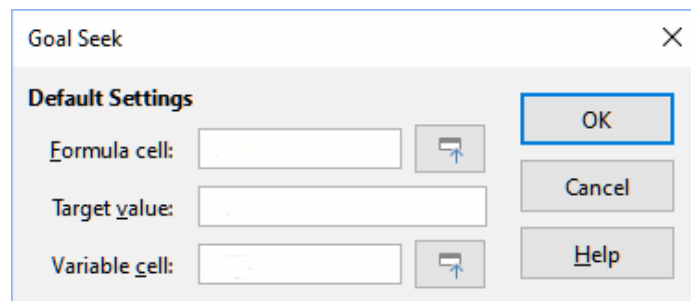 Goal Seek
Default Settings
Formula cell:
Target value:
Variable cell:
OK
Cancel
Help